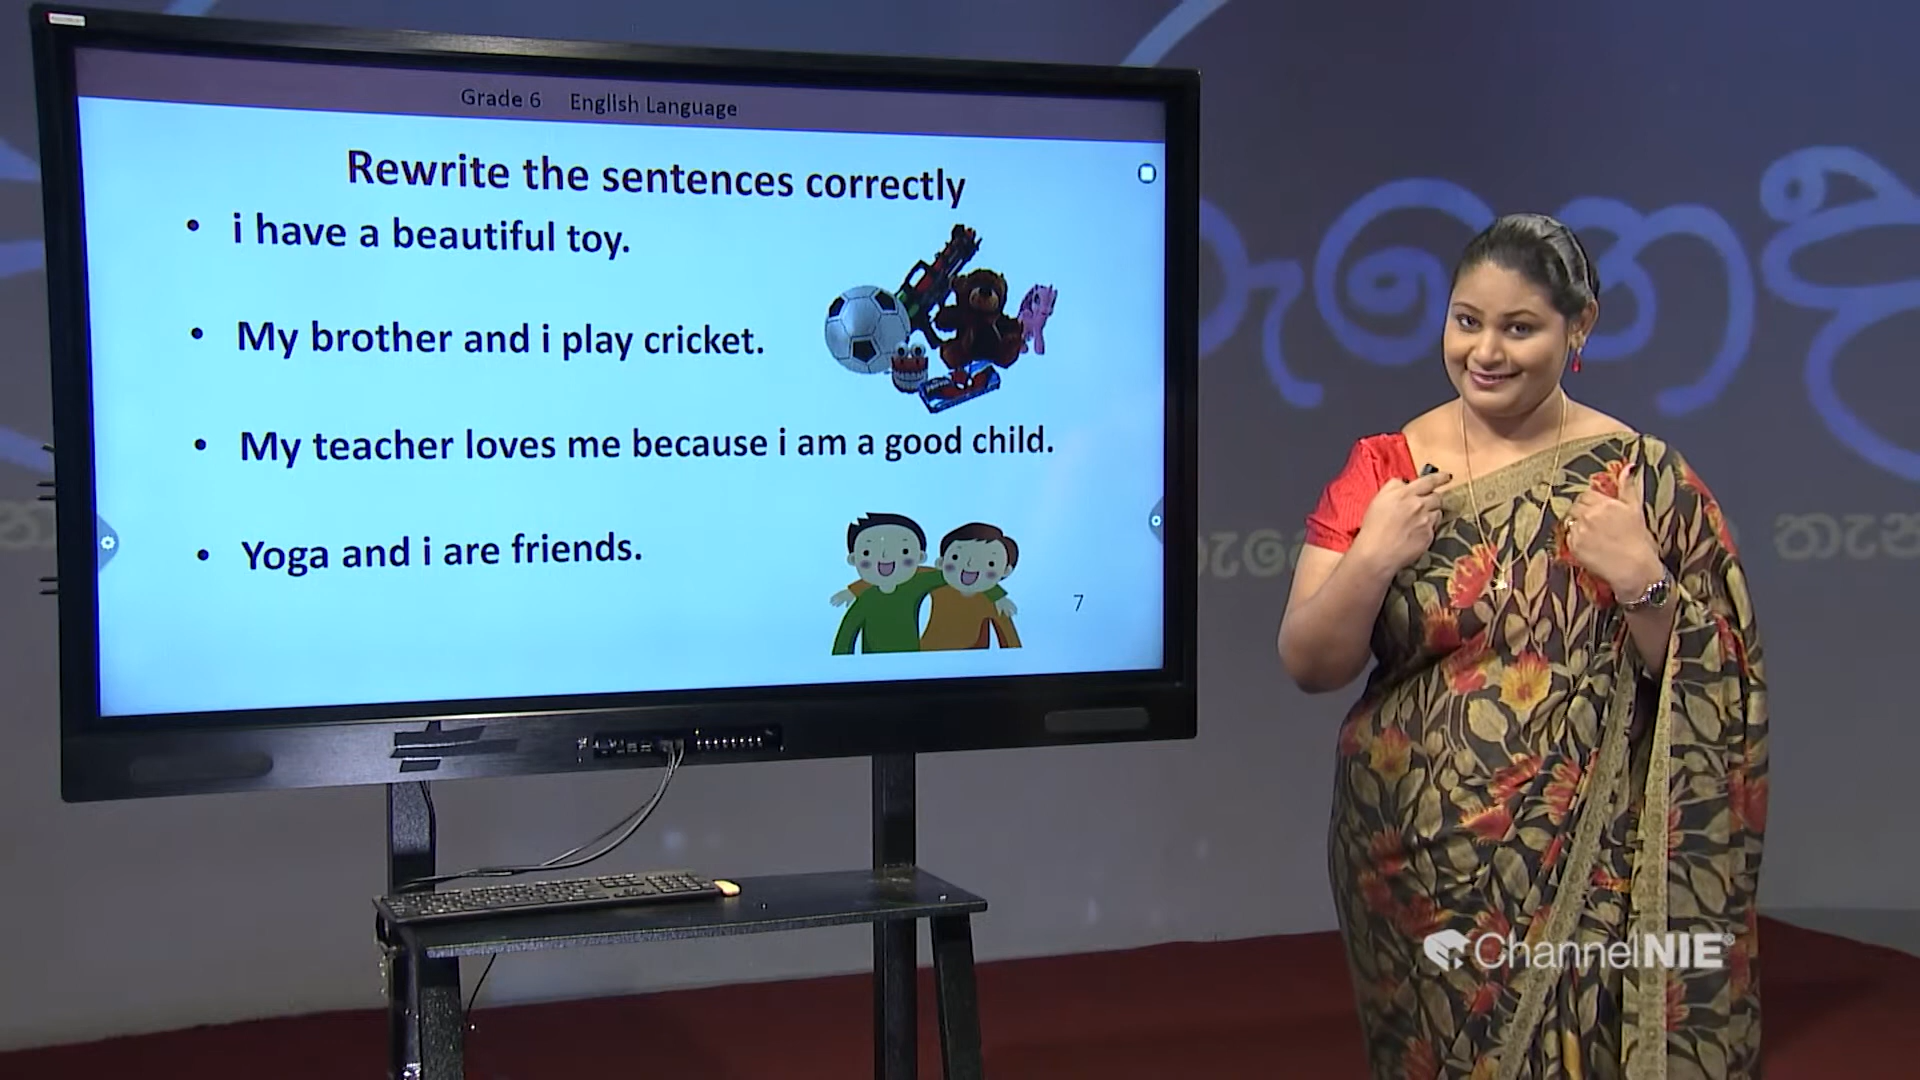 Grade 6 English Language
Rewrite the sentences correctly
• i have a beautiful toy.
• My brother and i play cricket.
• My teacher loves me because i am a good child.
• Yoga and i are friends.
7
ChannelNIE®